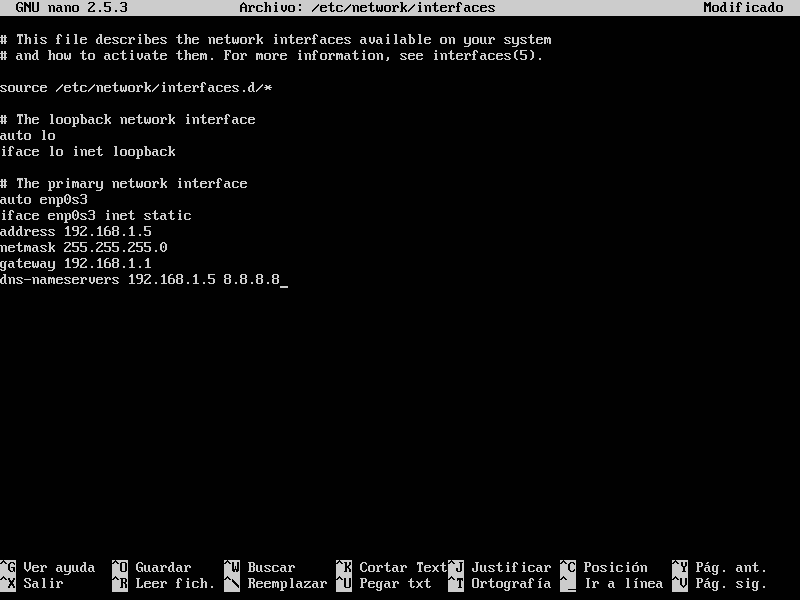 GNU nano 2.5.3 Archivo: /etc/network/interfaces Modificado
# This file describes the network interfaces available on your system
# and how to activate them. For more information, see interfaces(5).
source /etc/network/interfaces.d/*
# The loopback network interface
auto lo
iface lo inet loopback
# The primary network interface
auto enp0s3
iface enp0s3 inet static
address 192.168.1.5
netmask 255.255.255.0
gateway 192.168.1.1
dns-nameservers 192.168.1.5 8.8.8.8_
^G Ver ayuda ^O Guardar ^W Buscar ^K Cortar Text^J Justificar ^C Posición ^Y Pág. ant.
^X Salir ^R Leer fich. ^\ Reemplazar ^U Pegar txt ^T Ortografía ^_ Ir a línea ^V Pág. sig.